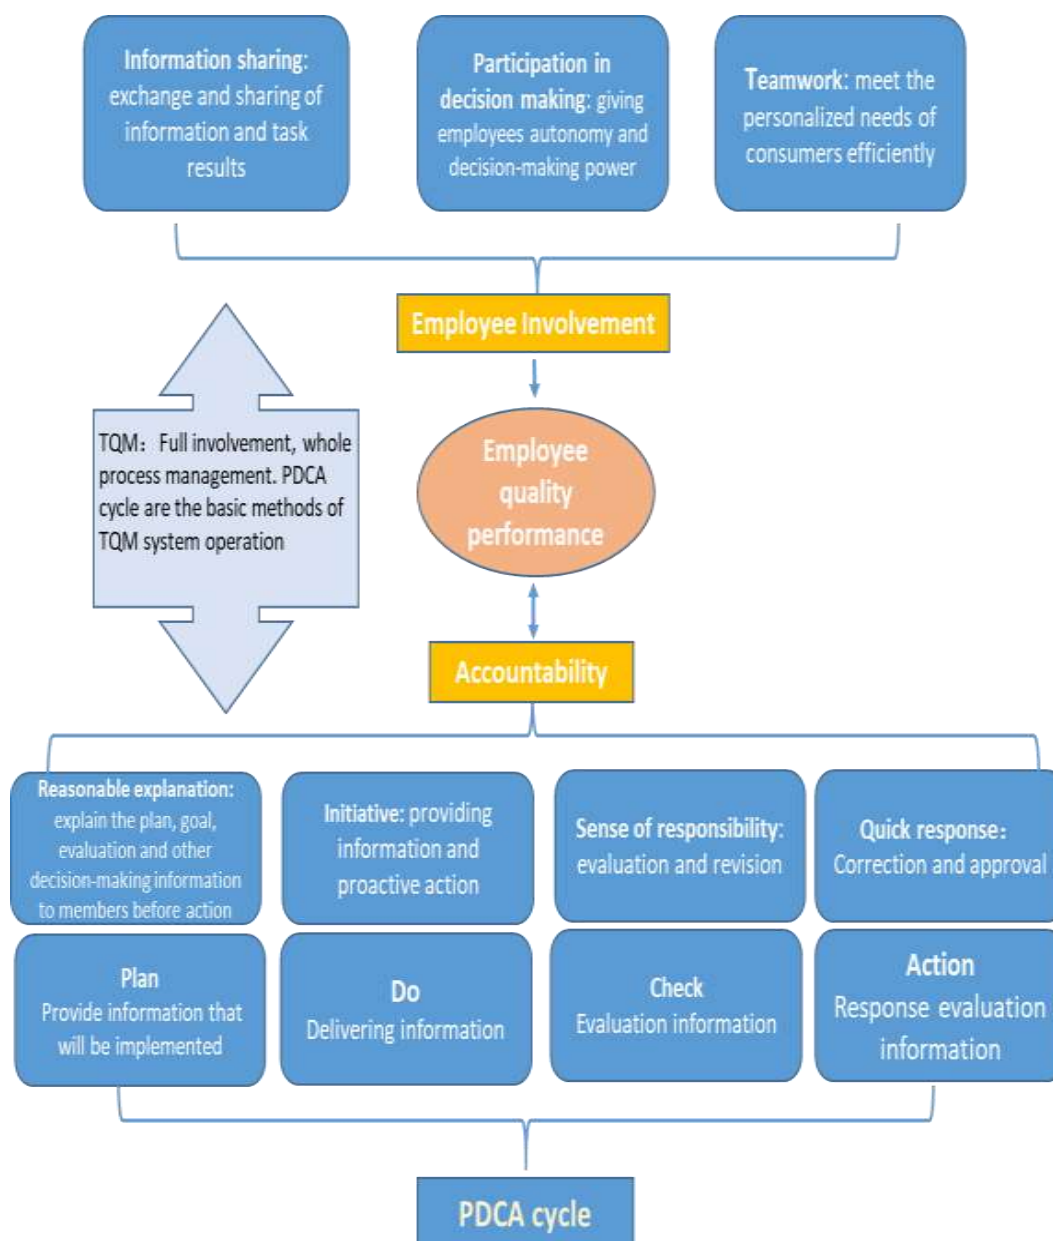 Information sharing:
exchange and sharing of
information and task
results
Participation in
decision making: giving
employees autonomy and
decision-making power
Teamwork: meet the
personalized needs of
consumers efficiently
Employee Involvement
TQM： Full involvement, whole
process management. PDCA
cycle are the basic methods of
TQM system operation
Employee
quality
performance
Accountability
Reasonable explanation:
explain the plan, goal,
evaluation and other
decision-making information
to members before action
Initiative: providing
information and
proactive action
Sense of responsibility:
evaluation and revision
Quick response：
Correction and approval
Plan
Provide information that
will be implemented
Do
Delivering information
Check
Evaluation information
Action
Response evaluation
information
PDCA cycle